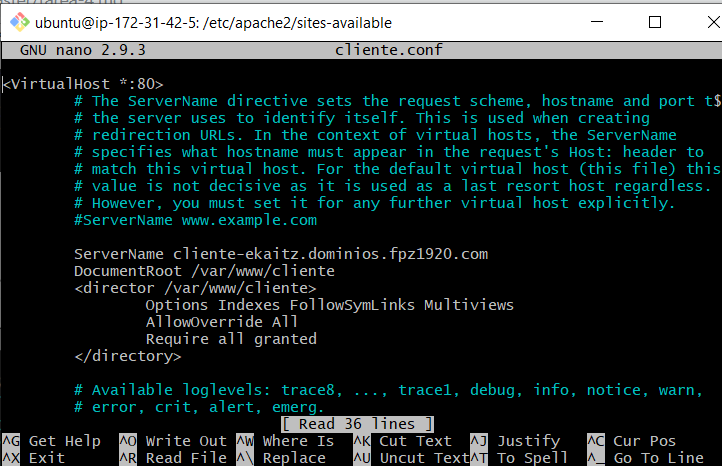 ubuntu@ip-172-31-42-5: /etc/apache2/sites-available
GNU nano 2.9.3 cliente.conf
<VirtualHost *:80>
# The ServerName directive sets the request scheme, hostname and port t$
# the server uses to identify itself. This is used when creating
# redirection URLs. In the context of virtual hosts, the ServerName
# specifies what hostname must appear in the request's Host: header to
# match this virtual host. For the default virtual host (this file) this
# value is not decisive as it is used as a last resort host regardless.
# However, you must set it for any further virtual host explicitly.
#ServerName www.example.com
ServerName cliente-ekaitz.dominios.fpz1920.com
DocumentRoot /var/www/cliente
<director /var/www/cliente>
Options Indexes FollowSymLinks Multiviews
AllowOverride All
Require all granted
</directory>
# Available loglevels: trace8, ..., trace1, debug, info, notice, warn,
# error, crit, alert, emerg.
[ Read 36 lines ]
^G Get Help ^O Write Out ^W Where Is ^K Cut Text ^J Justify ^C Cur Pos
^X Exit ^R Read File ^\ Replace ^U Uncut Text^T To Spell ^_ Go To Line